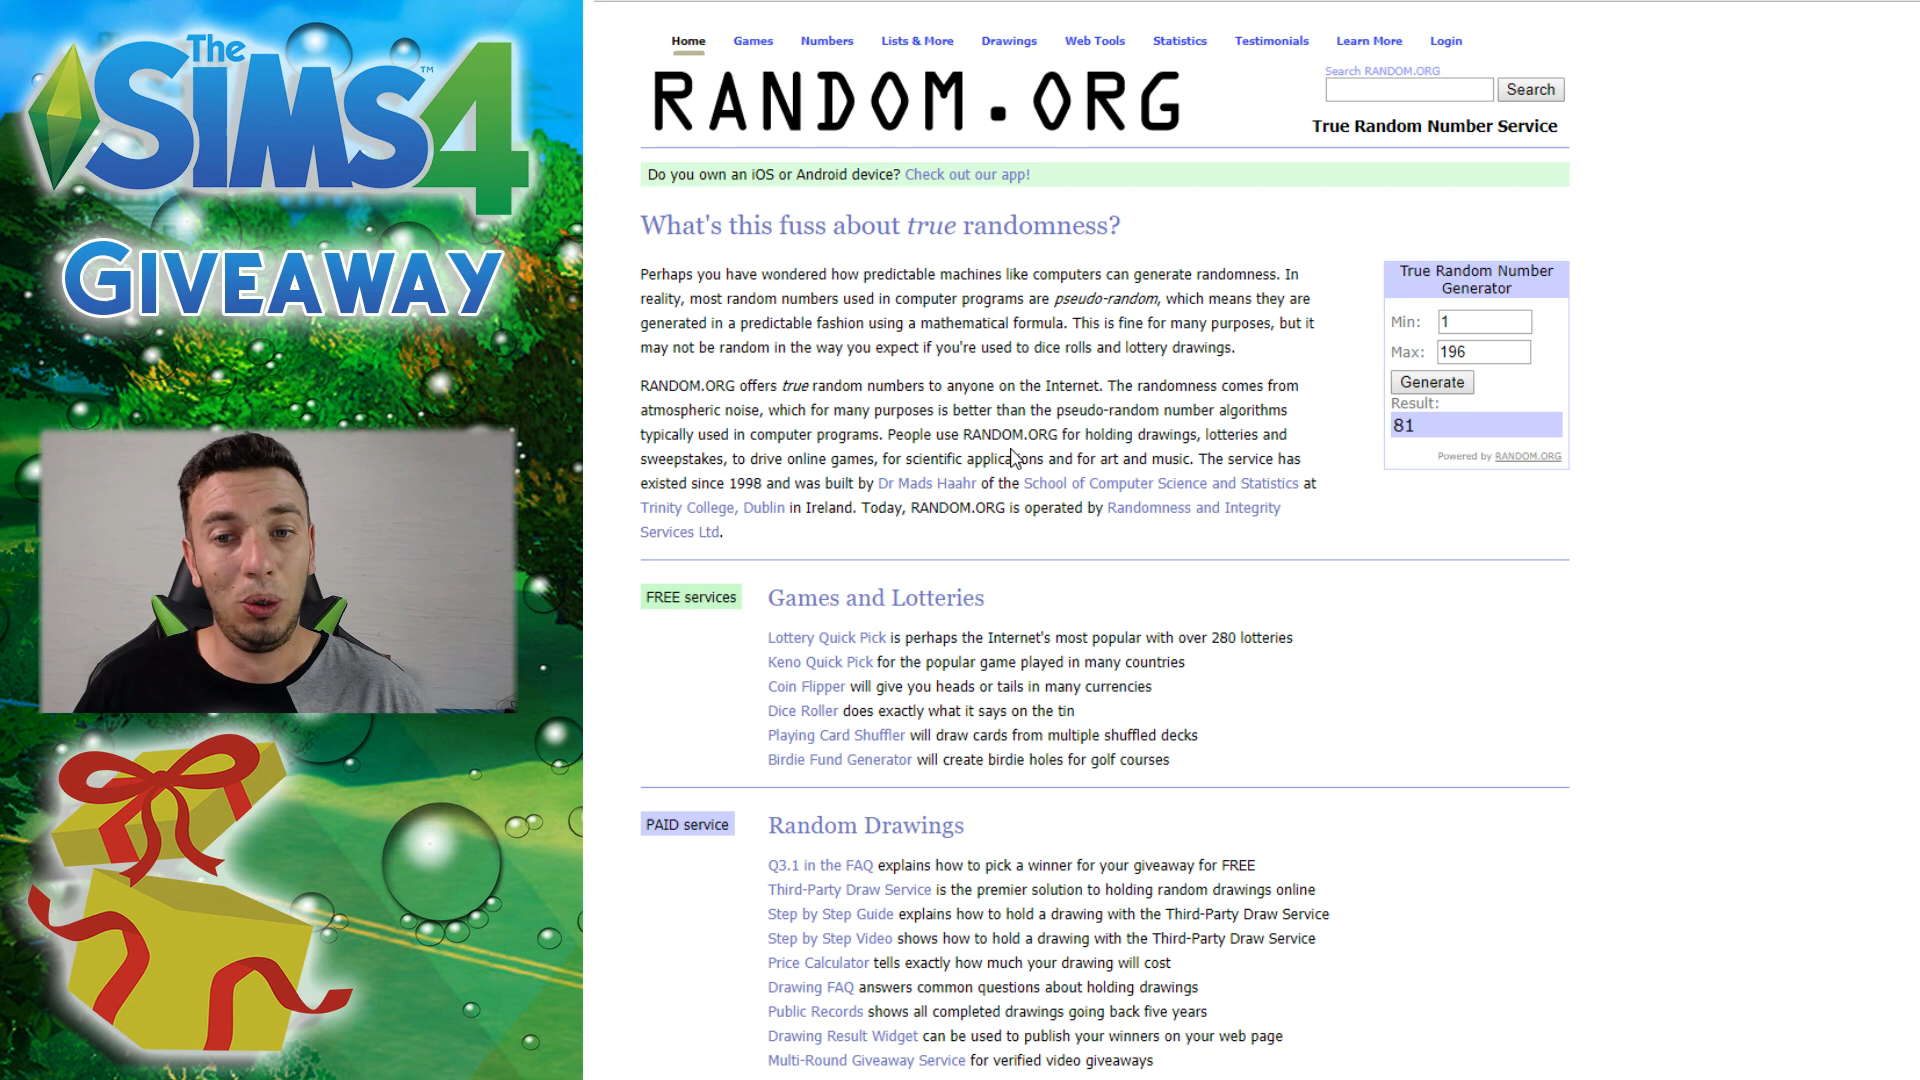 The
SIMS 4
™
GIVEAWAY
Home Games Numbers Lists & More Drawings Web Tools Statistics Testimonials Learn More Login
RANDOM.ORG
Search RANDOM.ORG
Search
True Random Number Service
Do you own an iOS or Android device? Check out our app!
What's this fuss about true randomness?
Perhaps you have wondered how predictable machines like computers can generate randomness. In
reality, most random numbers used in computer programs are pseudo-random, which means they are
generated in a predictable fashion using a mathematical formula. This is fine for many purposes, but it
may not be random in the way you expect if you're used to dice rolls and lottery drawings.
RANDOM.ORG offers true random numbers to anyone on the Internet. The randomness comes from
atmospheric noise, which for many purposes is better than the pseudo-random number algorithms
typically used in computer programs. People use RANDOM.ORG for holding drawings, lotteries and
sweepstakes, to drive online games, for scientific applications and for art and music. The service has
existed since 1998 and was built by Dr Mads Haahr of the School of Computer Science and Statistics at
Trinity College, Dublin in Ireland. Today, RANDOM.ORG is operated by Randomness and Integrity
Services Ltd.
True Random Number
Generator
Min: 1
Max: 196
Generate
Result:
81
Powered by RANDOM.ORG
FREE services
Games and Lotteries
Lottery Quick Pick is perhaps the Internet's most popular with over 280 lotteries
Keno Quick Pick for the popular game played in many countries
Coin Flipper will give you heads or tails in many currencies
Dice Roller does exactly what it says on the tin
Playing Card Shuffler will draw cards from multiple shuffled decks
Birdie Fund Generator will create birdie holes for golf courses
PAID service
Random Drawings
Q3.1 in the FAQ explains how to pick a winner for your giveaway for FREE
Third-Party Draw Service is the premier solution to holding random drawings online
Step by Step Guide explains how to hold a drawing with the Third-Party Draw Service
Step by Step Video shows how to hold a drawing with the Third-Party Draw Service
Price Calculator tells exactly how much your drawing will cost
Drawing FAQ answers common questions about holding drawings
Public Records shows all completed drawings going back five years
Drawing Result Widget can be used to publish your winners on your web page
Multi-Round Giveaway Service for verified video giveaways